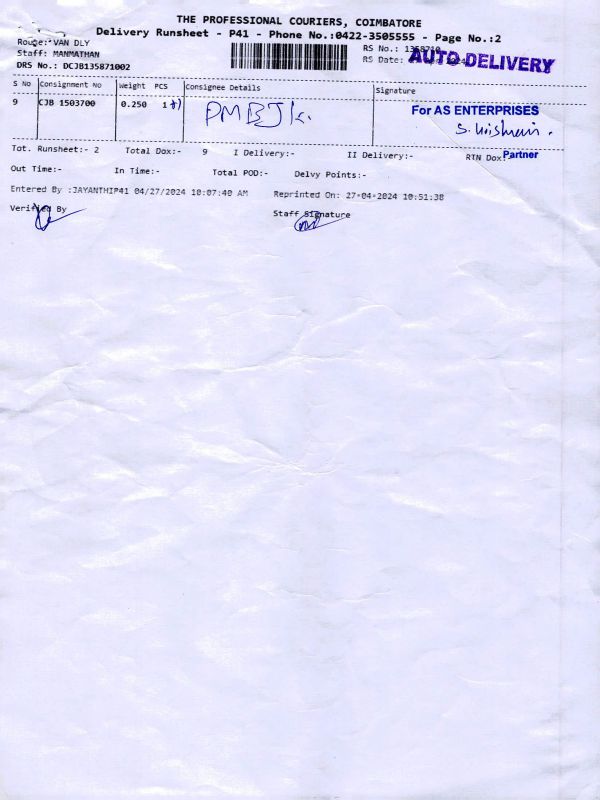 THE PROFESSIONAL COURIERS, COIMBATORE
Delivery Runsheet - P41 - Phone No.:0422-3505555 - Page No.:2
Route: VAN DLY
RS No.: 1358710
Staff: MANMATHAN
RS Date:
AUTO DELIVERY
DRS No.: DCJB135871002
S No Consignment No Weight PCS Consignee Details Signature
9 CJB 1503700 0.250 1
For AS ENTERPRISES
Tot. Runsheet:- 2 Total Dox:- 9 I Delivery:- II Delivery:- RTN Dox:
Partner
Out Time:- In Time:- Total POD:- Delvy Points:-
Entered By :JAYANTHIP41 04/27/2024 10:07:40 AM Reprinted On: 27-04-2024 10:51:38
Verified By Staff Signature